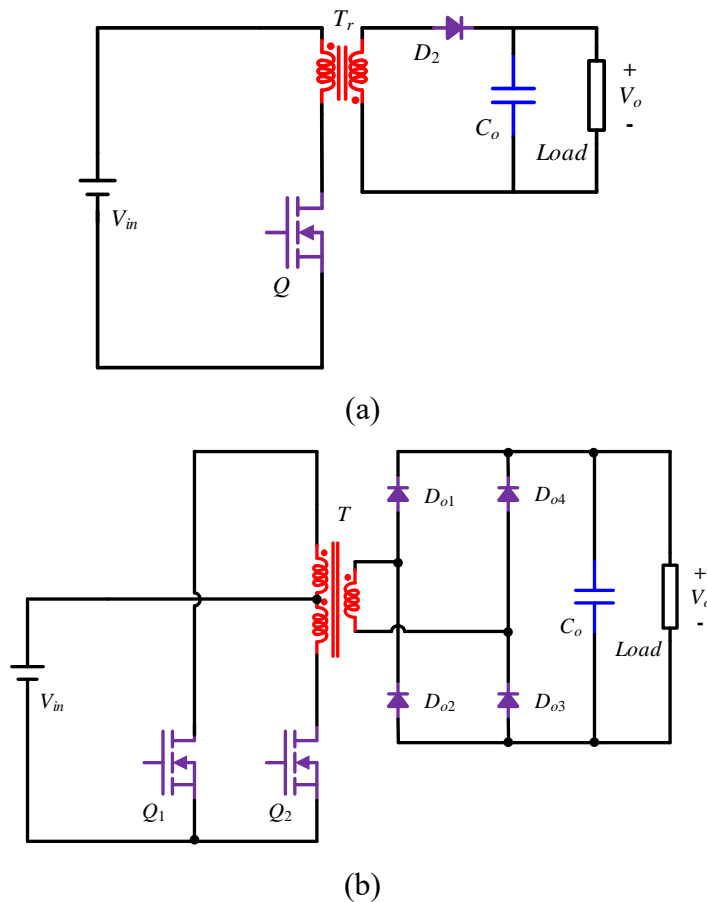 Tr
D2
+
Vo
-
Co
Load
Vin
Q
(a)
T
Do1
Do4
+
Vo
-
Co
Load
Vin
Do2
Do3
Q1
Q2
(b)